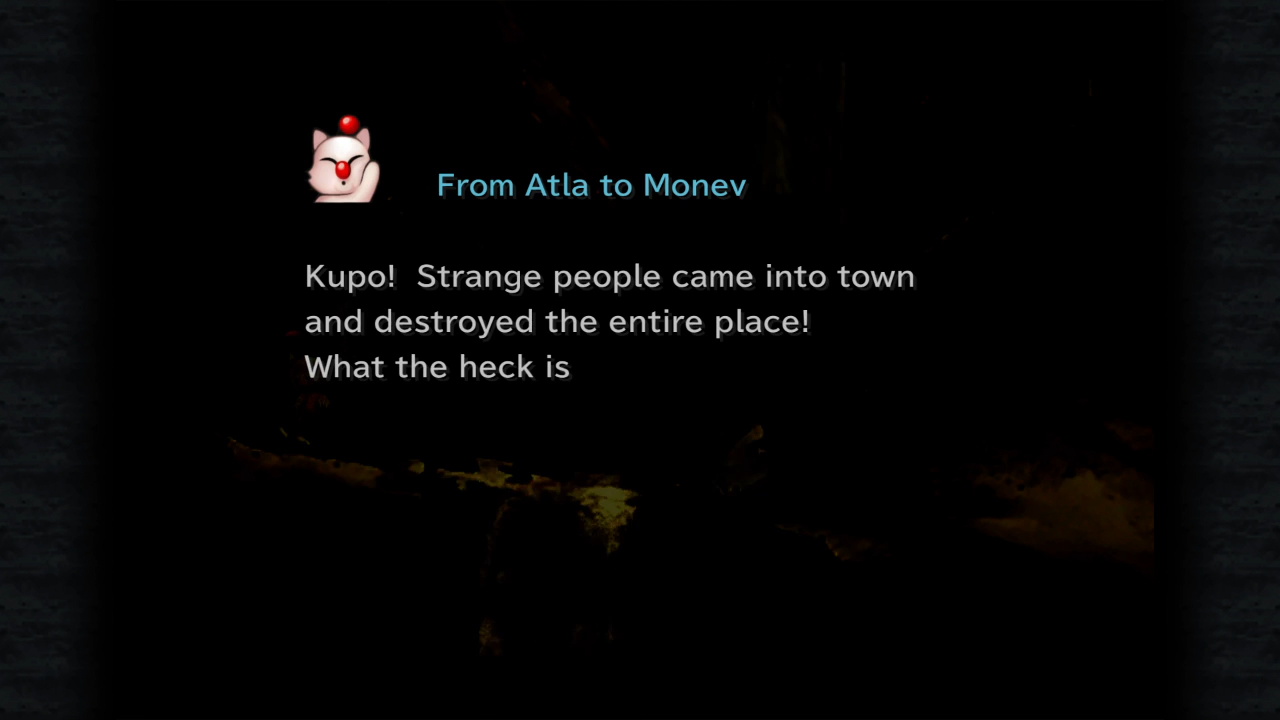 From Atla to Monev
Kupo!  Strange people came into town
and destroyed the entire place!
What the heck is